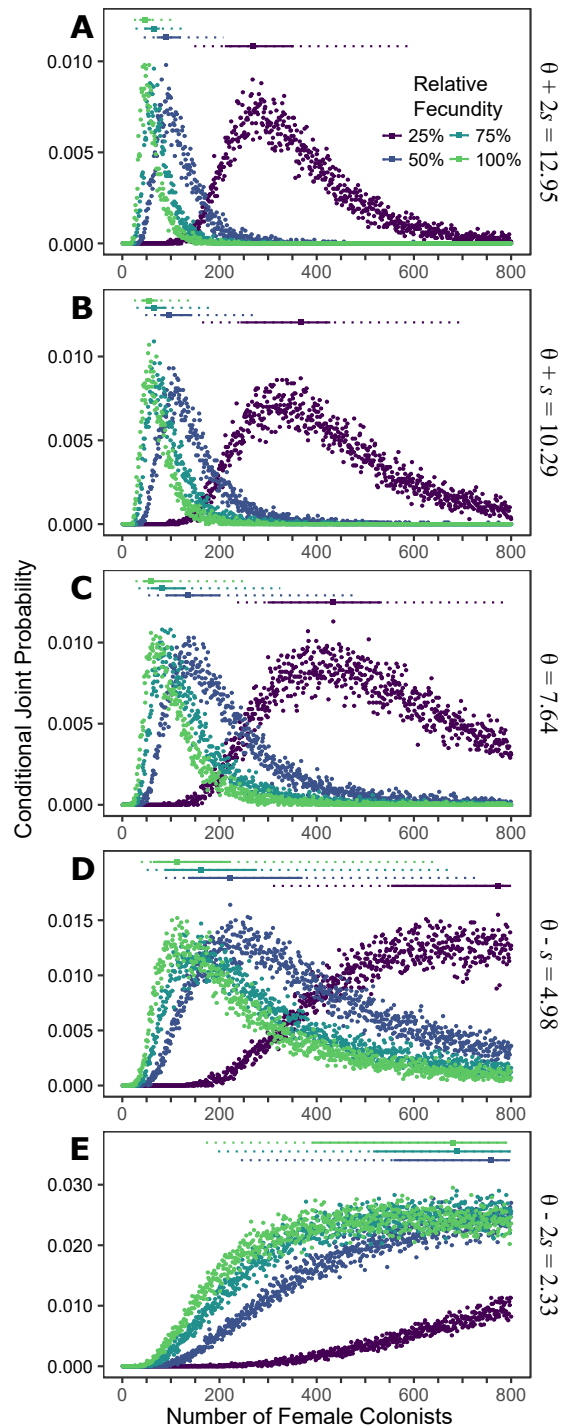 A
0.010
0.005
0.000
Relative
Fecundity
25% 75%
50% 100%
0 200 400 600 800
θ + 2s = 12.95
B
0.010
0.005
0.000
0 200 400 600 800
θ + s = 10.29
Conditional Joint Probability
C
0.010
0.005
0.000
0 200 400 600 800
θ = 7.64
D
0.015
0.010
0.005
0.000
0 200 400 600 800
θ - s = 4.98
E
0.030
0.020
0.010
0.000
0 200 400 600 800
θ - 2s = 2.33
Number of Female Colonists